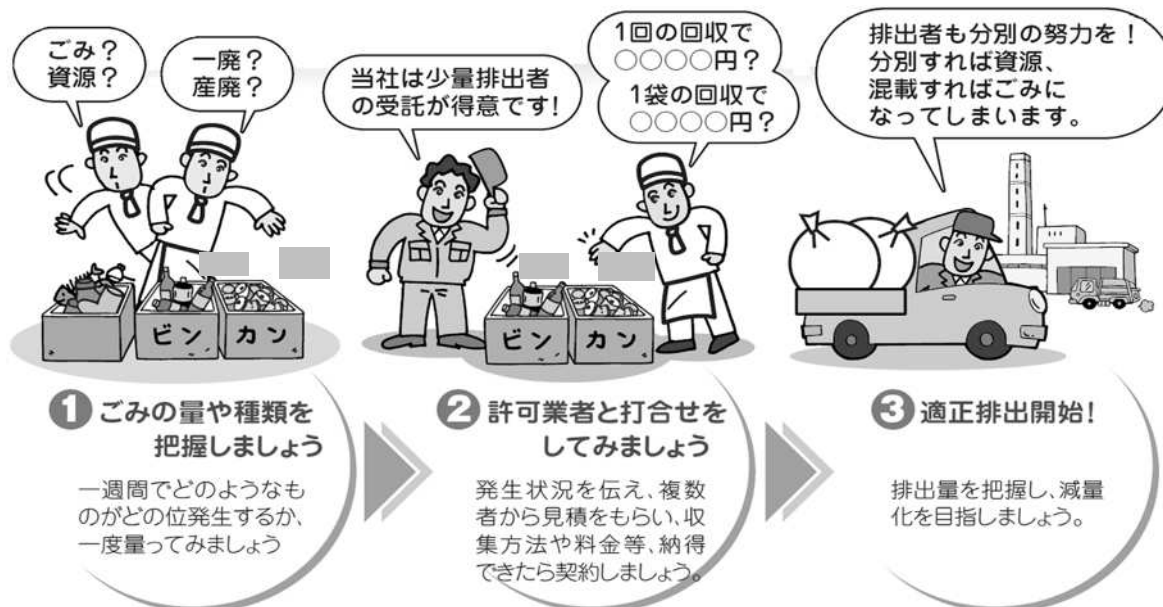 ごみ？
資源？
一廃？
産廃？
当社は少量排出者
の受託が得意です!
1回の回収で
○○○○円？
1袋の回収で
○○○○円？
排出者も分別の努力を！
分別すれば資源、
混載すればごみに
なってしまいます。
ビン
カン
ビン
カン
1 ごみの量や種類を
把握しましょう
一週間でどのようなも
のがどの位発生するか、
一度量ってみましょう
2 許可業者と打合せを
してみましょう
発生状況を伝え、複数
者から見積をもらい、収
集方法や料金等、納得
できたら契約しましょう。
3 適正排出開始!
排出量を把握し、減量
化を目指しましょう。